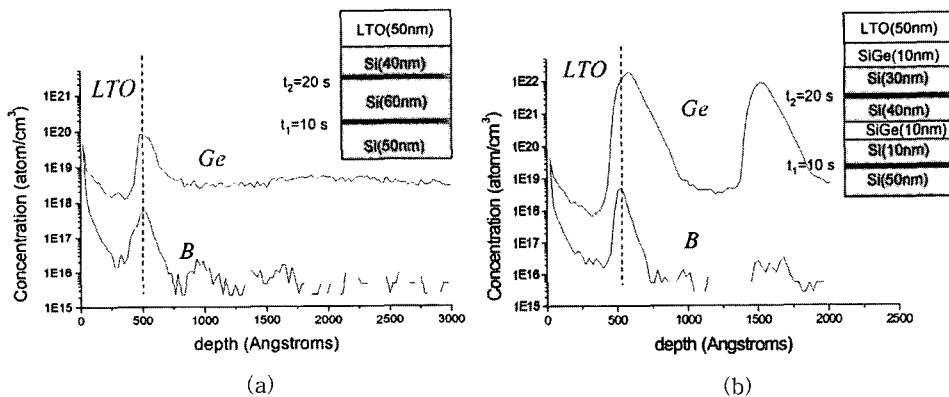 LTO(50nm)
Si(40nm)
t₂=20 s
Si(60nm)
t₁=10 s
Si(50nm)
LTO
Ge
B
1E21
1E20
1E19
1E18
1E17
1E16
1E15
Concentration (atom/cm³)
0 500 1000 1500 2000 2500 3000
depth (Angstroms)
(a)
LTO(50nm)
SiGe(10nm)
Si(30nm)
t₂=20 s
Si(40nm)
SiGe(10nm)
Si(10nm)
t₁=10 s
Si(50nm)
LTO
Ge
B
1E22
1E21
1E20
1E19
1E18
1E17
1E16
1E15
Concentration (atom/cm³)
0 500 1000 1500 2000
depth (Angstroms)
(b)